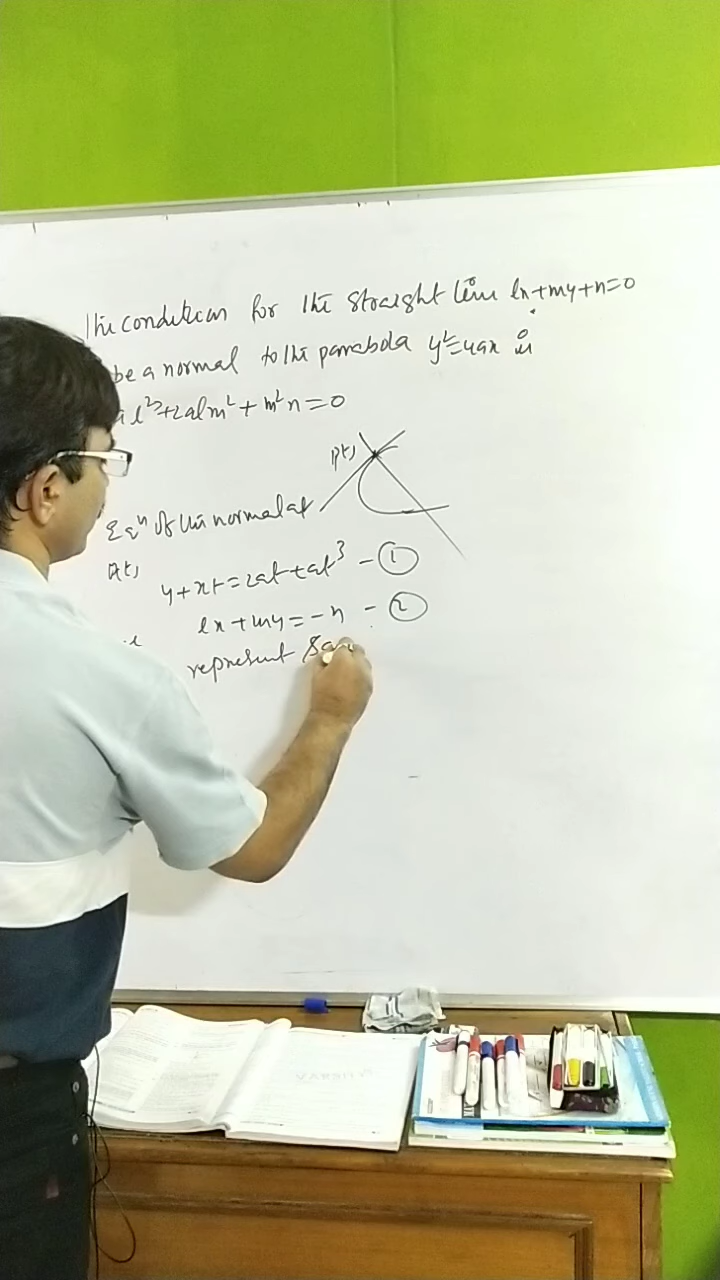 The condition for the straight line lx+my+n=0
be a normal to the parabola y²=4ax is
al³+2alm²+m²n=0
P(t)
Eqⁿ of the normal at
P(t)
y+xt=2at+at³ - ①
lx+my=-n - ②
represent